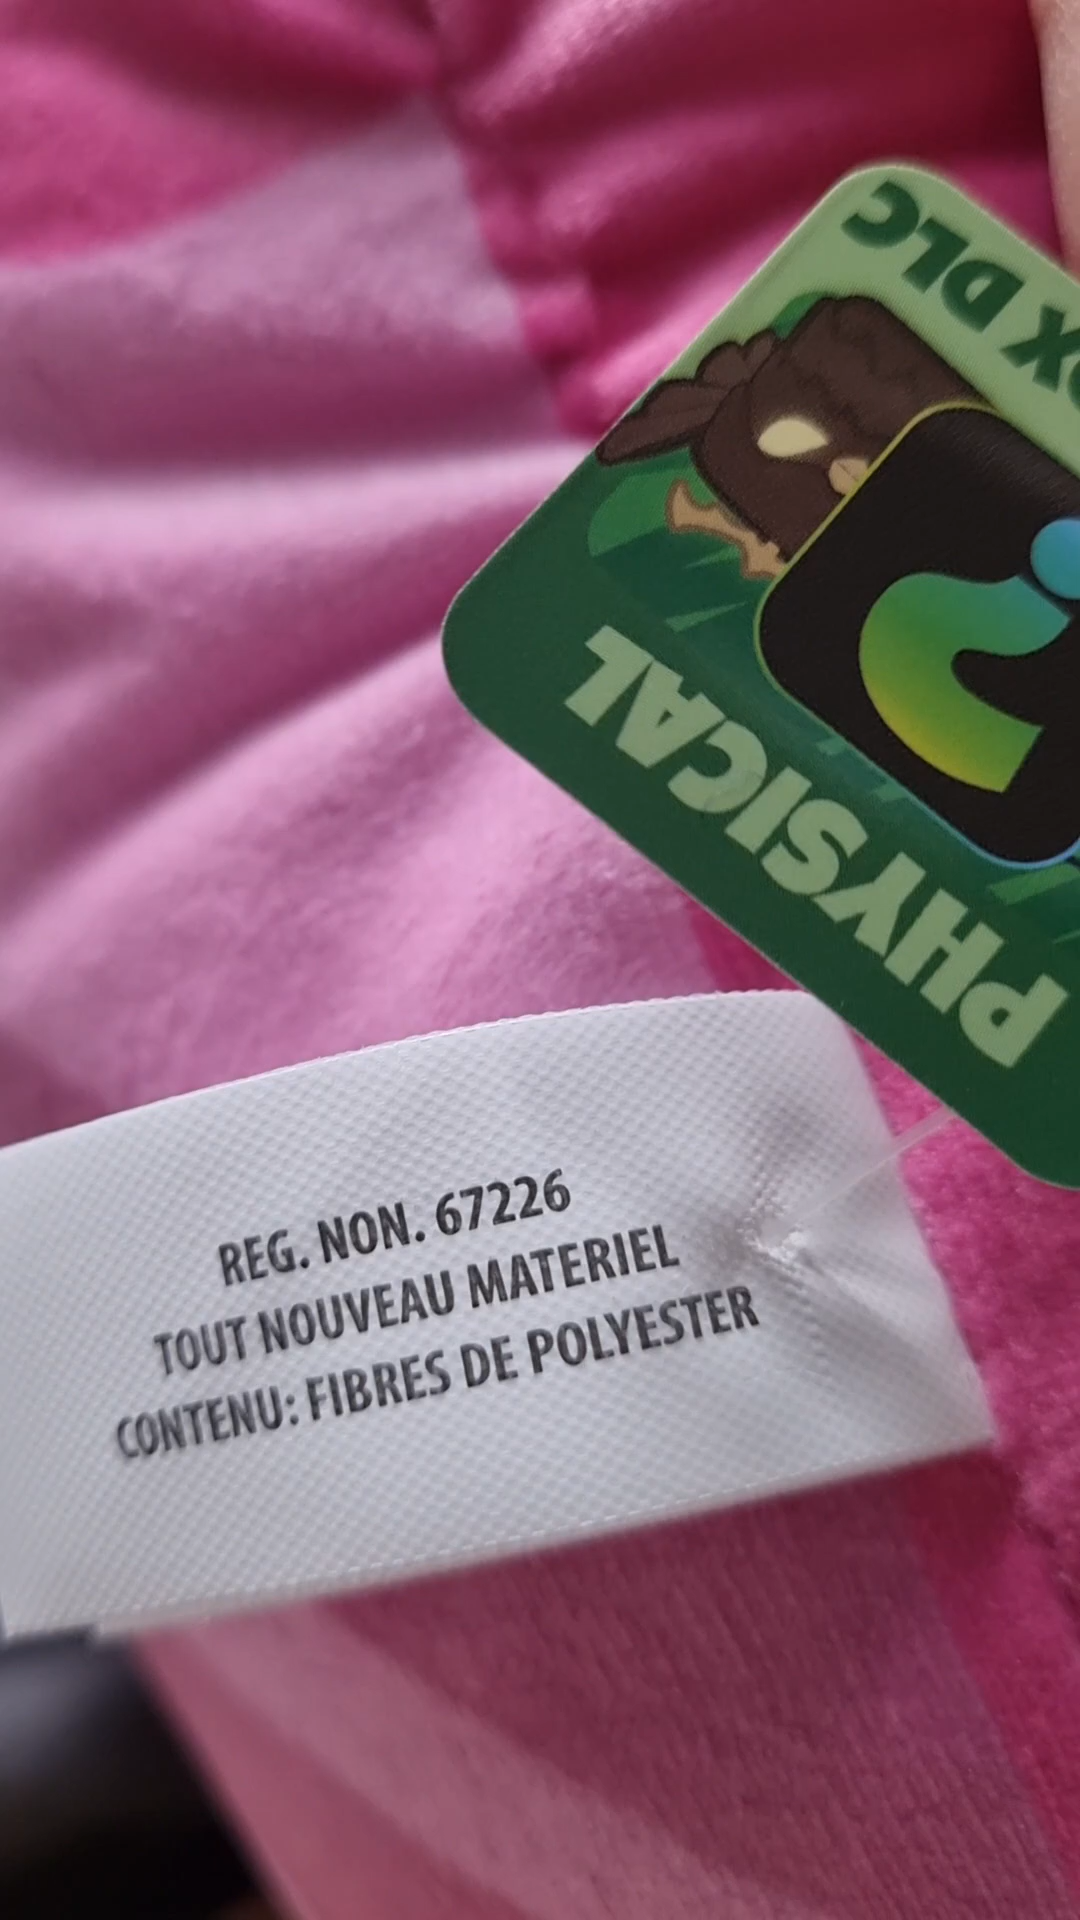 PHYSICAL
DLC
REG. NON. 67226
TOUT NOUVEAU MATERIEL
CONTENU: FIBRES DE POLYESTER